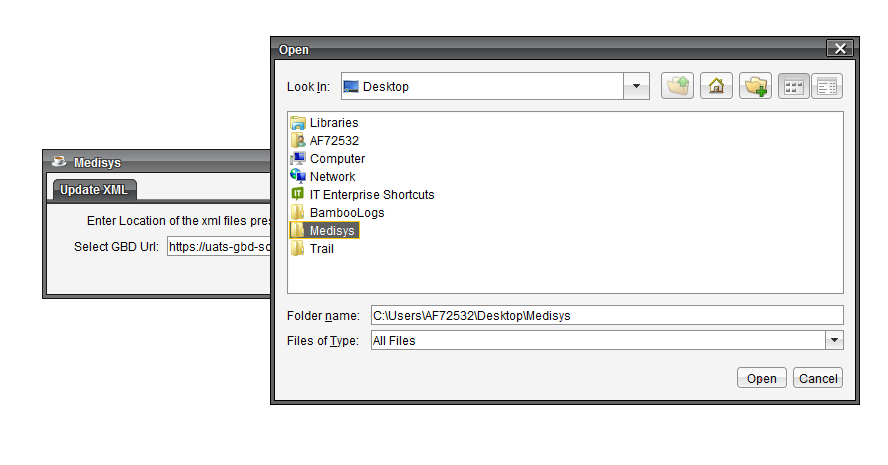 Open
Look In: Desktop
Libraries
AF72532
Computer
Network
IT IT Enterprise Shortcuts
BambooLogs
Medisys
Trail
Folder name: C:\Users\AF72532\Desktop\Medisys
Files of Type: All Files
Open Cancel
Medisys
Update XML
Enter Location of the xml files
Select GBD Url: https://uats-gbd-